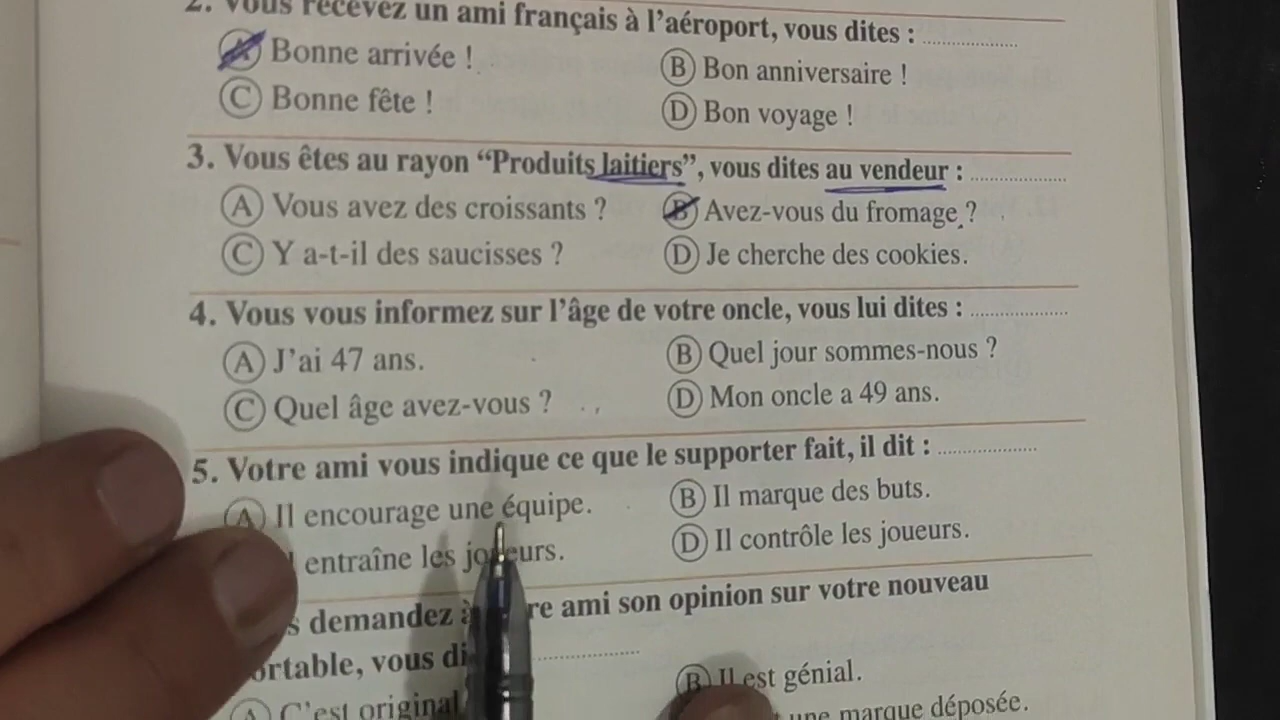 2. Vous recevez un ami français à l'aéroport, vous dites : ....................
A Bonne arrivée !
B Bon anniversaire !
C Bonne fête !
D Bon voyage !
3. Vous êtes au rayon “Produits laitiers”, vous dites au vendeur : ....................
A Vous avez des croissants ?
B Avez-vous du fromage ?
C Y a-t-il des saucisses ?
D Je cherche des cookies.
4. Vous vous informez sur l'âge de votre oncle, vous lui dites : ....................
A J'ai 47 ans.
B Quel jour sommes-nous ?
C Quel âge avez-vous ?
D Mon oncle a 49 ans.
5. Votre ami vous indique ce que le supporter fait, il dit : ....................
A Il encourage une équipe.
B Il marque des buts.
entraîne les joueurs.
D Il contrôle les joueurs.
demandez à ami son opinion sur votre nouveau
vous ....................
A C'est original
B Il est génial.
une marque déposée.